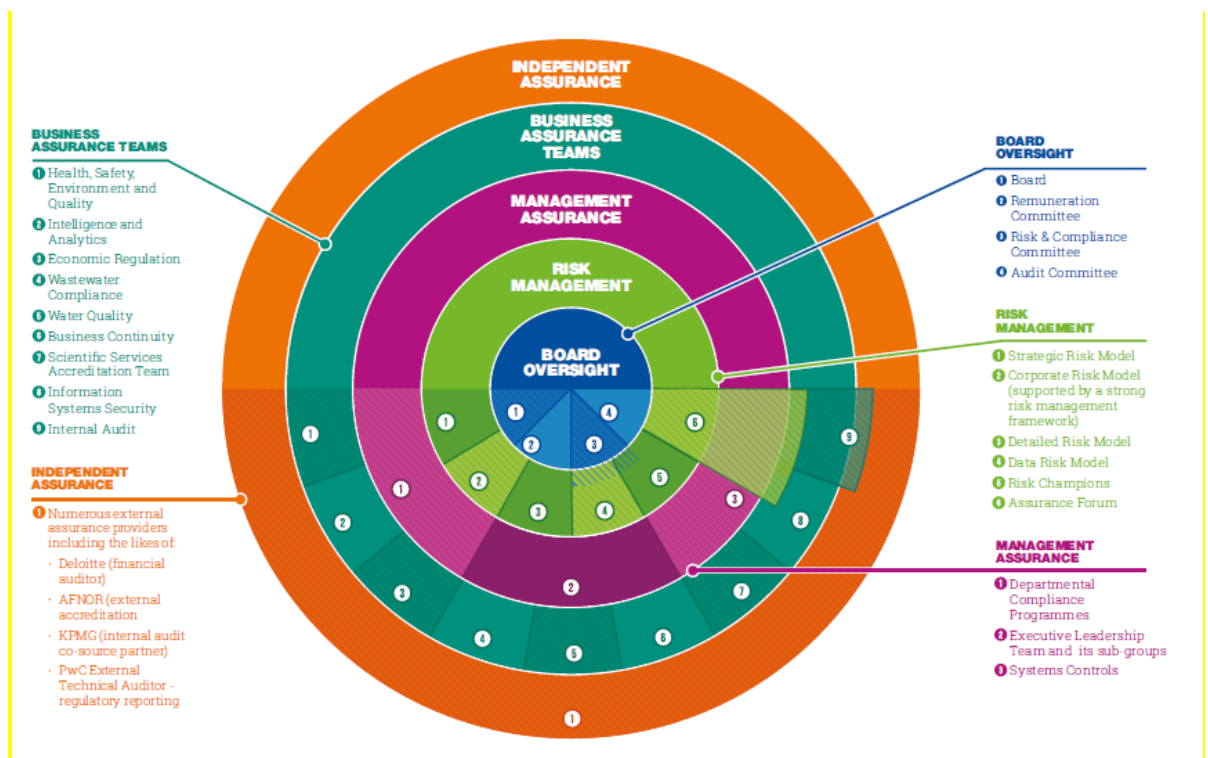 INDEPENDENT
ASSURANCE
BUSINESS
ASSURANCE
TEAMS
MANAGEMENT
ASSURANCE
RISK
MANAGEMENT
BOARD
OVERSIGHT
1
4
2
3
1
2
3
4
5
6
1
2
3
1
2
3
4
5
6
7
8
9
1
BUSINESS
ASSURANCE TEAMS
1 Health, Safety,
Environment and
Quality
2 Intelligence and
Analytics
3 Economic Regulation
4 Wastewater
Compliance
5 Water Quality
6 Business Continuity
7 Scientific Services
Accreditation Team
8 Information
Systems Security
9 Internal Audit
INDEPENDENT
ASSURANCE
1 Numerous external
assurance providers
including the likes of:
· Deloitte (financial
auditor)
· AFNOR (external
accreditation
· KPMG (internal audit
co-source partner)
· PwC External
Technical Auditor -
regulatory reporting
BOARD
OVERSIGHT
1 Board
2 Remuneration
Committee
3 Risk & Compliance
Committee
4 Audit Committee
RISK
MANAGEMENT
1 Strategic Risk Model
2 Corporate Risk Model
(supported by a strong
risk management
framework)
3 Detailed Risk Model
4 Data Risk Model
5 Risk Champions
6 Assurance Forum
MANAGEMENT
ASSURANCE
1 Departmental
Compliance
Programmes
2 Executive Leadership
Team and its sub-groups
3 Systems Controls